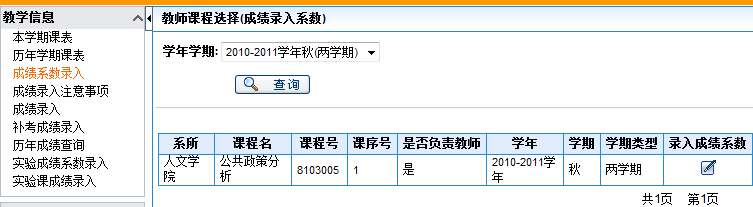 教学信息
本学期课表
历年学期课表
成绩系数录入
成绩录入注意事项
成绩录入
补考成绩录入
历年成绩查询
实验成绩系数录入
实验课成绩录入
教师课程选择(成绩录入系数)
学年学期: 2010-2011学年秋(两学期)
查询
系所 课程名 课程号 课序号 是否负责教师 学年 学期 学期类型 录入成绩系数
人文学院 公共政策分析 8103005 1 是 2010-2011学年 秋 两学期
共1页 第1页